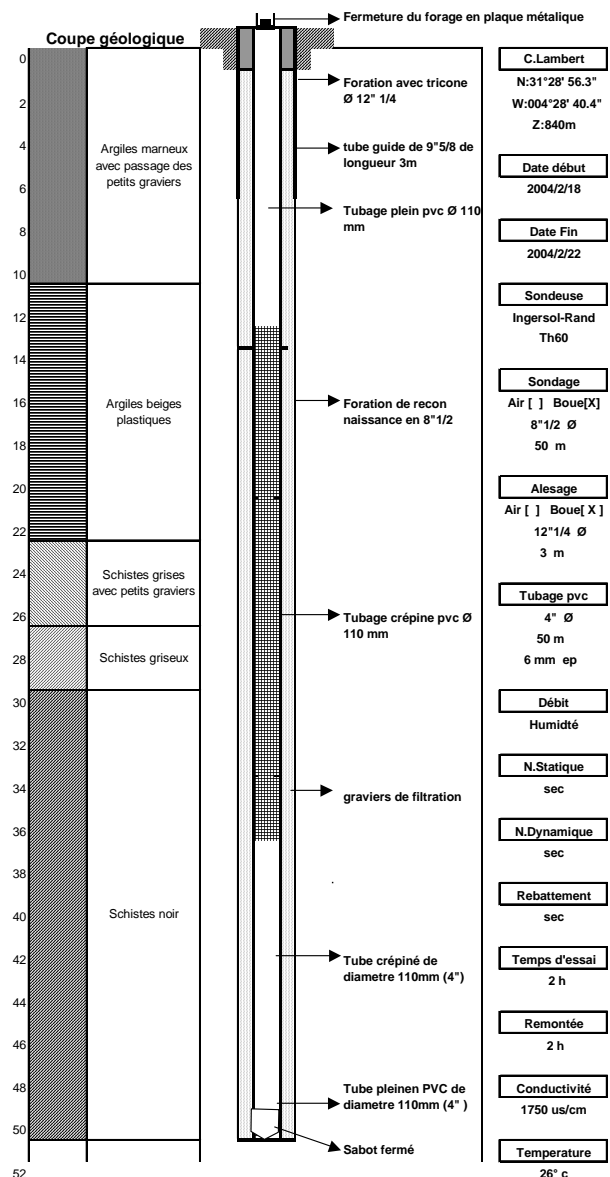 Fermeture du forage en plaque métalique
Coupe géologique
0
2
4
6
8
10
12
14
16
18
20
22
24
26
28
30
32
34
36
38
40
42
44
46
48
50
52
Argiles marneux
avec passage des
petits graviers
Argiles beiges
plastiques
Schistes grises
avec petits graviers
Schistes griseux
Schistes noir
Foration avec tricone
Ø 12" 1/4
tube guide de 9"5/8 de
longueur 3m
Tubage plein pvc Ø 110
mm
Foration de recon
naissance en 8"1/2
Tubage crépine pvc Ø
110 mm
graviers de filtration
Tube crépiné de
diametre 110mm (4")
Tube pleinen PVC de
diametre 110mm (4" )
Sabot fermé
C.Lambert
N:31°28' 56.3"
W:004°28' 40.4"
Z:840m
Date début
2004/2/18
Date Fin
2004/2/22
Sondeuse
Ingersol-Rand
Th60
Sondage
Air [ ] Boue[X]
8"1/2 Ø
50 m
Alesage
Air [ ] Boue[ X ]
12"1/4 Ø
3 m
Tubage pvc
4" Ø
50 m
6 mm ep
Débit
Humidté
N.Statique
sec
N.Dynamique
sec
Rebattement
sec
Temps d'essai
2 h
Remontée
2 h
Conductivité
1750 us/cm
Temperature
26° c